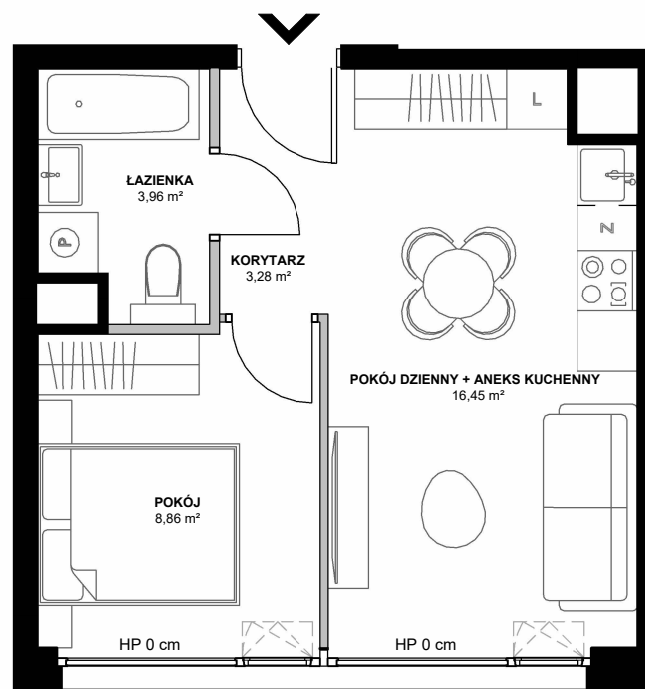 L
ŁAZIENKA
3,96 m²
P
Z
KORYTARZ
3,28 m²
POKÓJ DZIENNY + ANEKS KUCHENNY
16,45 m²
POKÓJ
8,86 m²
HP 0 cm
HP 0 cm